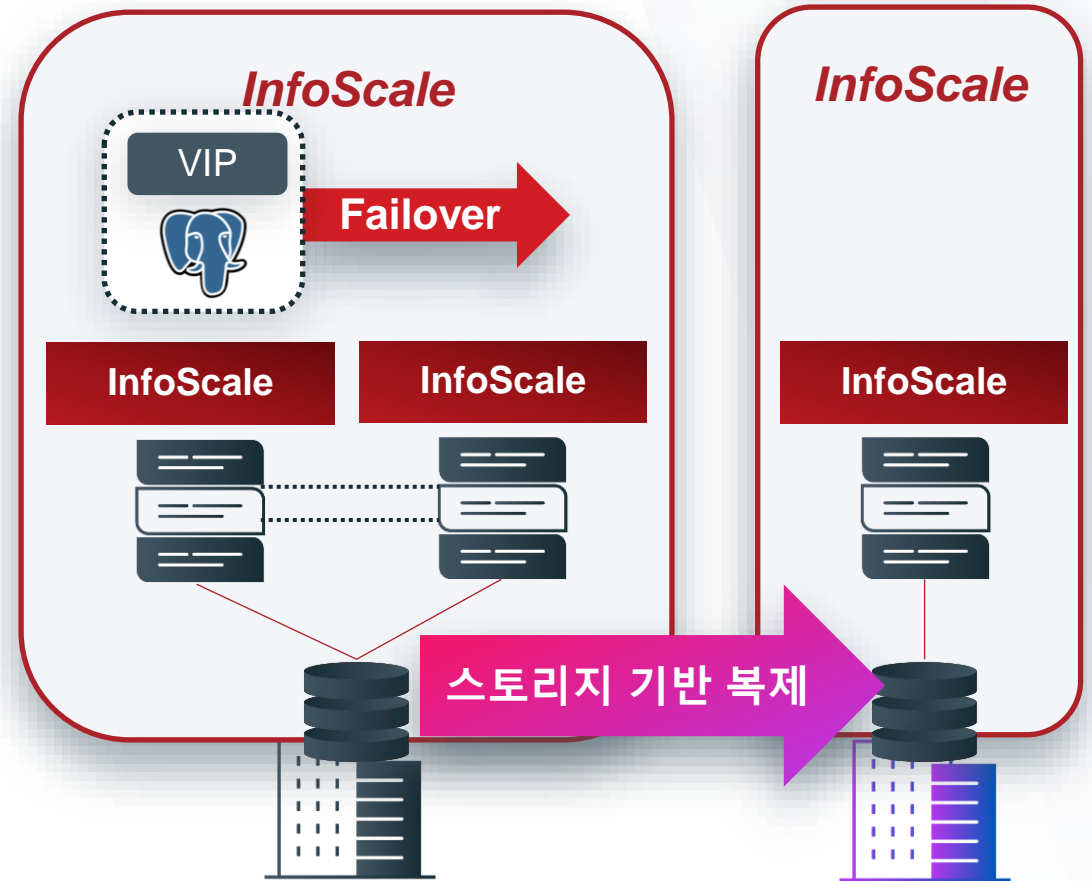 InfoScale
InfoScale
VIP
Failover
InfoScale
InfoScale
InfoScale
스토리지 기반 복제